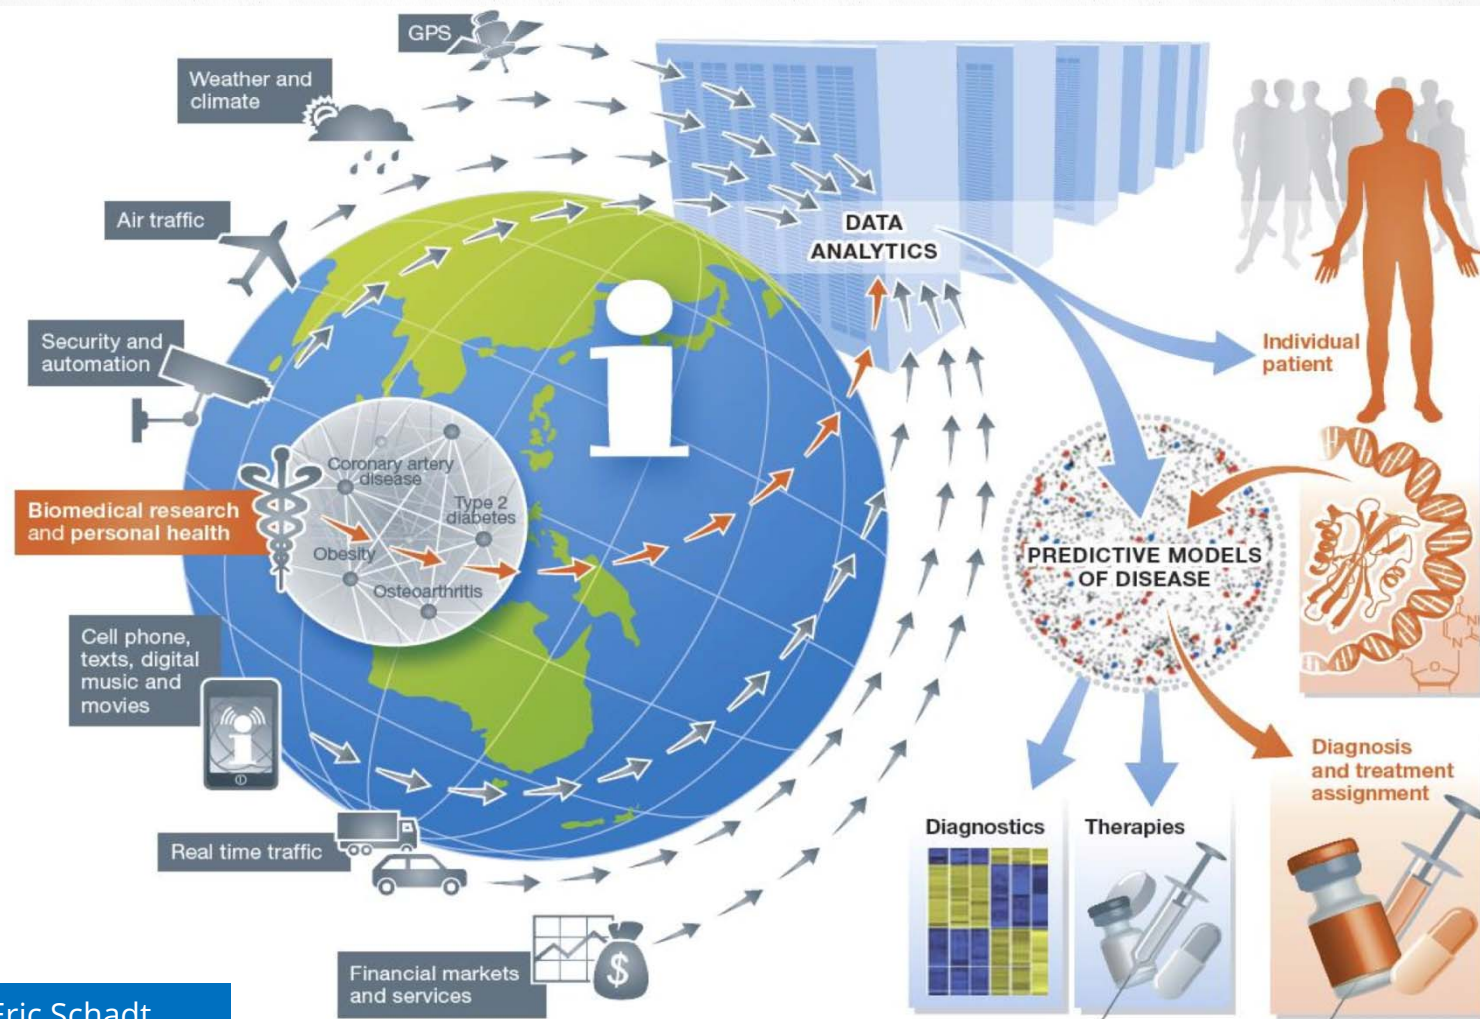 GPS
Weather and
climate
Air traffic
Security and
automation
Biomedical research
and personal health
Cell phone,
texts, digital
music and
movies
Real time traffic
Financial markets
and services
Coronary artery
disease
Type 2
diabetes
Obesity
Osteoarthritis
i
i
$
DATA
ANALYTICS
Individual
patient
PREDICTIVE MODELS
OF DISEASE
O
N
Diagnosis
and treatment
assignment
Diagnostics
Therapies
Eric Schadt